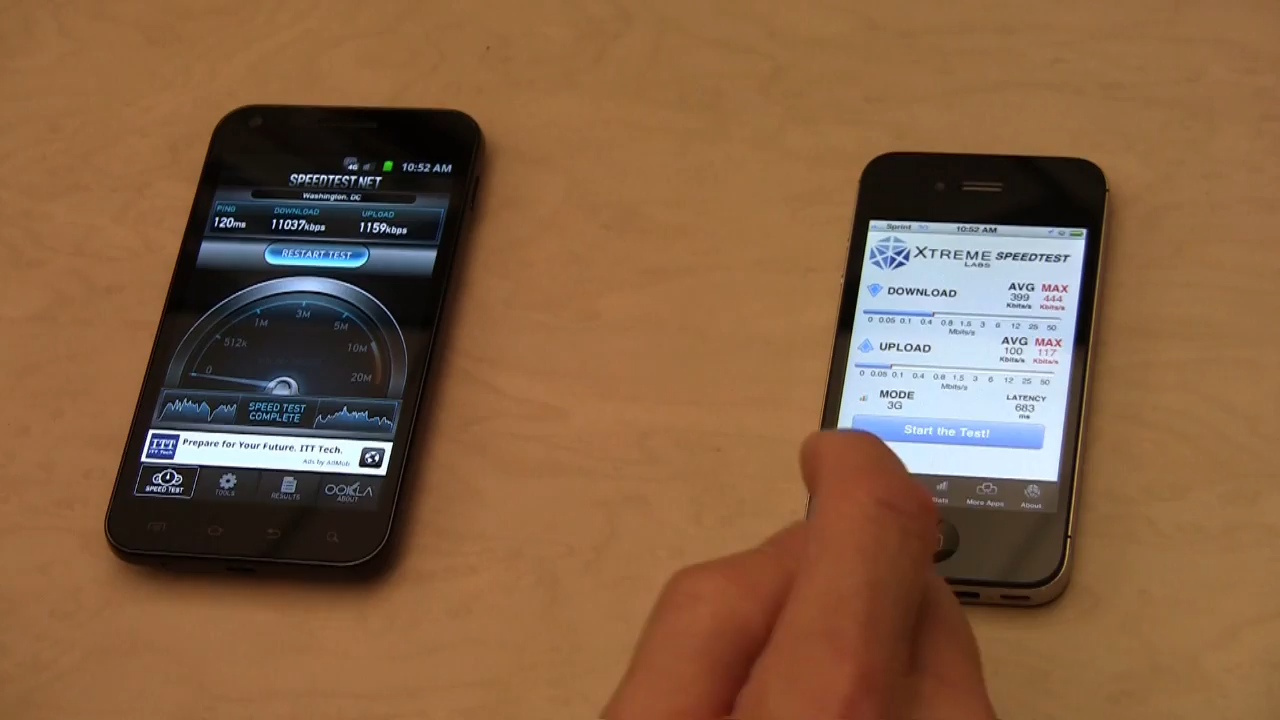 4G 10:52 AM
SPEEDTEST.NET
Washington, DC
PING DOWNLOAD UPLOAD
120ms 11037kbps 1159kbps
RESTART TEST
0 512K 1M 3M 5M 10M 20M
SPEED TEST
COMPLETE
ITT
ITT Tech
Prepare for Your Future. ITT Tech.
Ads by AdMob
SPEED TEST TOOLS RESULTS OOKLA
ABOUT
Sprint 3G 10:52 AM
XTREME SPEEDTEST
LABS
DOWNLOAD AVG MAX
399 444
Kbits/s Kbits/s
0 0.05 0.1 0.4 0.8 1.5 3 6 12 25 50
Mbits/s
UPLOAD AVG MAX
100 117
Kbits/s Kbits/s
0 0.05 0.1 0.4 0.8 1.5 3 6 12 25 50
Mbits/s
MODE LATENCY
3G 683
ms
Start the Test!
More Apps About